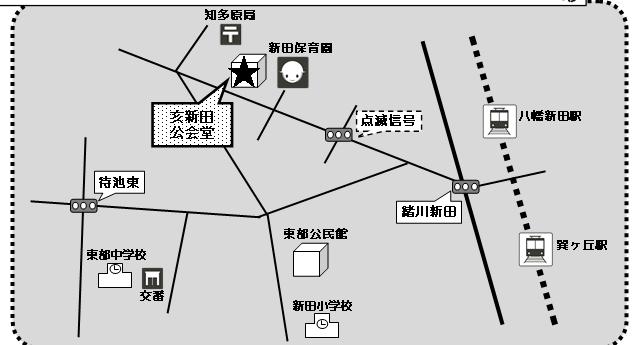 知多原局
〒
新田保育園
亥新田
公会堂
点滅信号
八幡新田駅
待池東
緒川新田
東部公民館
巽ヶ丘駅
東部中学校
交番
新田小学校